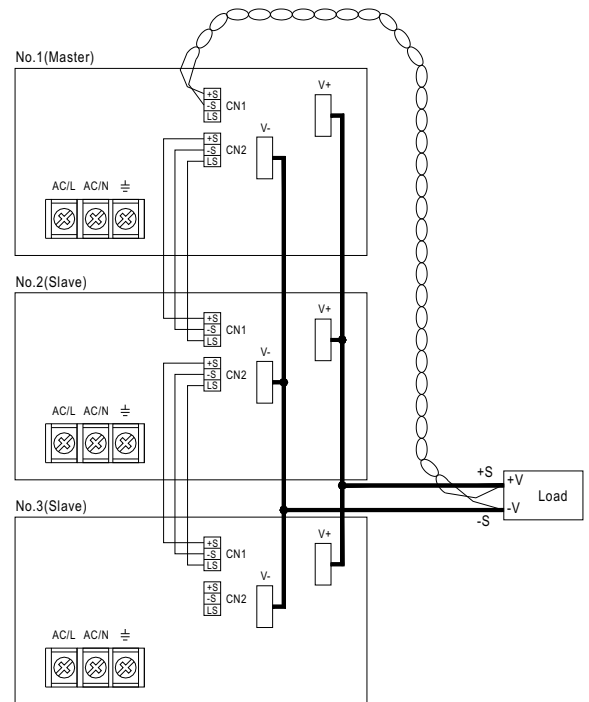 No.1(Master)
V+
+S
-S CN1
LS
V-
+S
-S CN2
LS
AC/L AC/N
No.2(Slave)
V+
+S
-S CN1
LS
V-
+S
-S CN2
LS
AC/L AC/N
+S
+V
Load
-V
-S
No.3(Slave)
V+
+S
-S CN1
LS
V-
+S
-S CN2
LS
AC/L AC/N